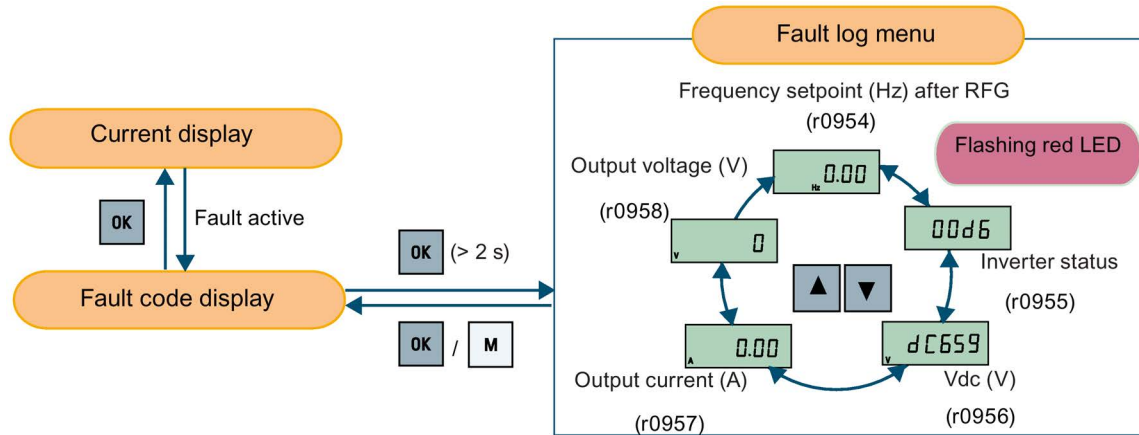 Fault log menu
Frequency setpoint (Hz) after RFG
(r0954)
Current display
Flashing red LED
Output voltage (V)
0.00
Hz
(r0958)
OK
Fault active
0
V
00d6
OK (> 2 s)
Inverter status
(r0955)
Fault code display
▲ ▼
OK / M
0.00
A
dC659
V
Output current (A)
Vdc (V)
(r0957)
(r0956)